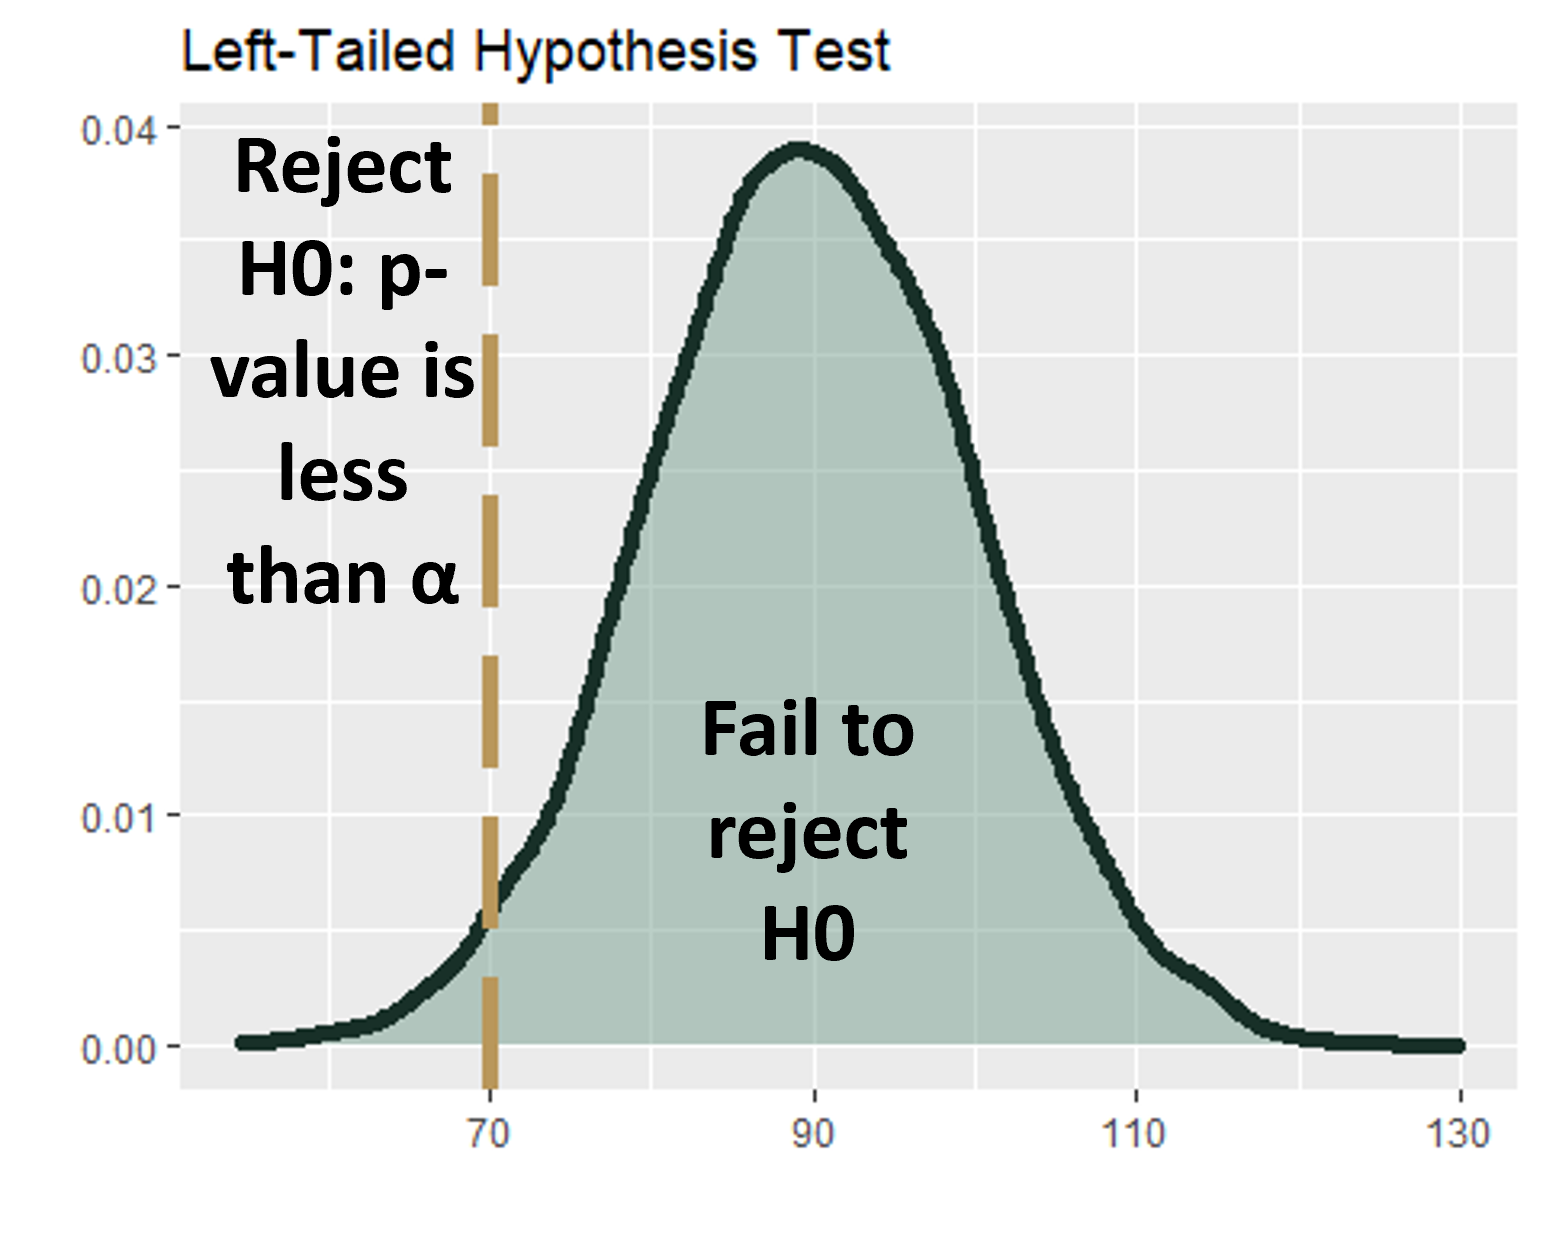 Left-Tailed Hypothesis Test
0.04
Reject
H0: p-
value is
less
than α
0.03
0.02
0.01
0.00
Fail to
reject
H0
70
90
110
130